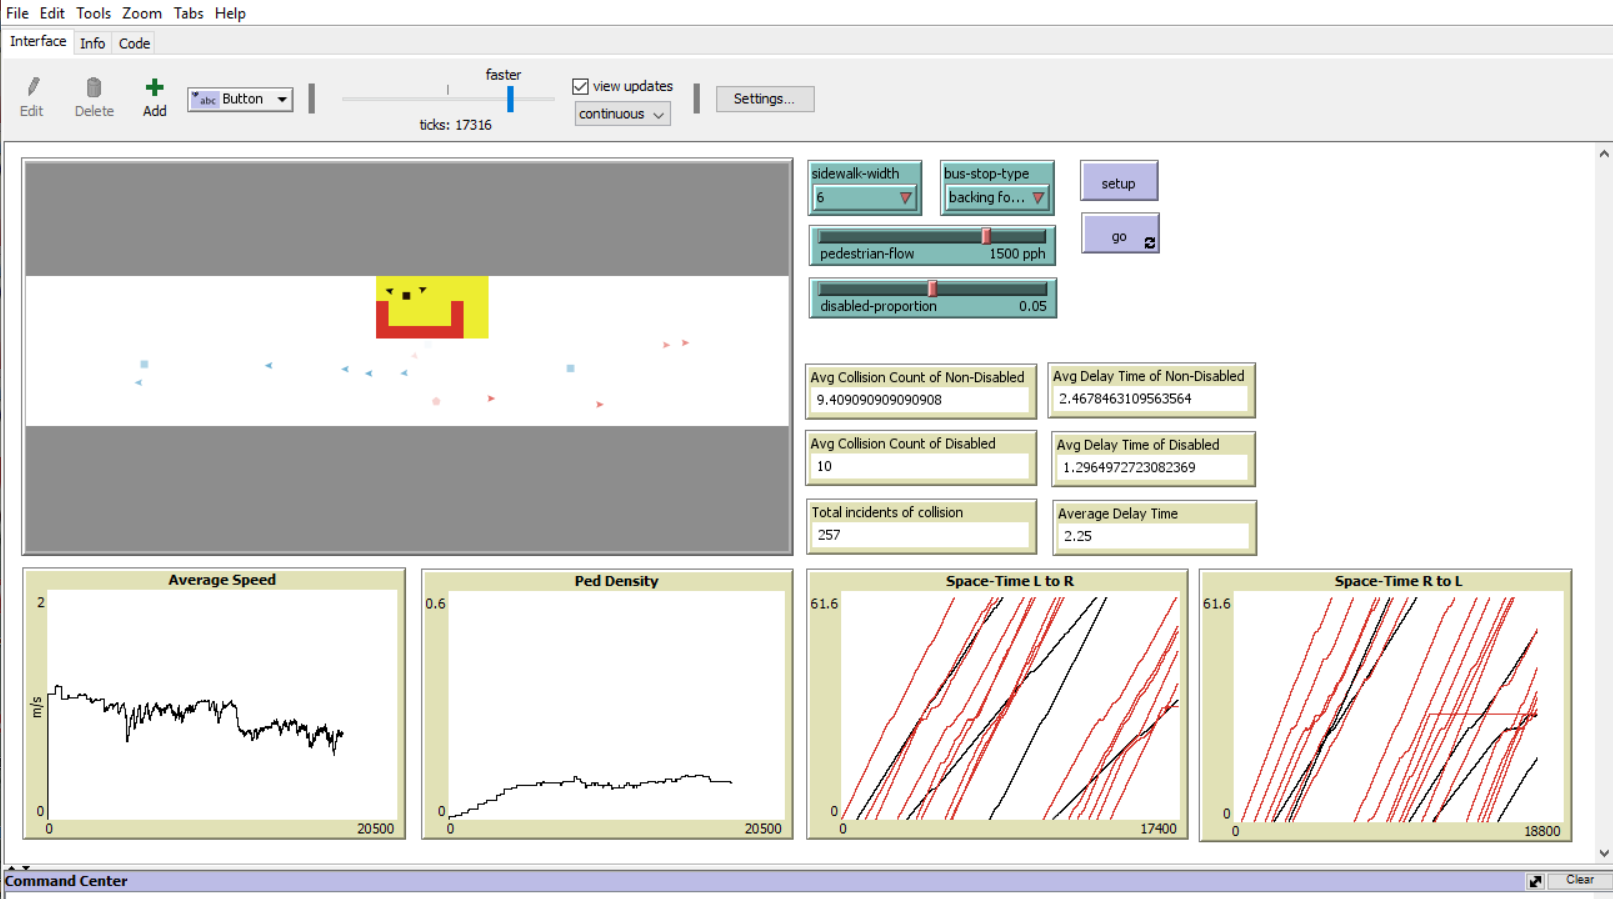 File Edit Tools Zoom Tabs Help
Interface Info Code
Edit
Delete
Add
abc Button
faster
ticks: 17316
view updates
continuous
Settings...
sidewalk-width
6
bus-stop-type
backing fo...
setup
go
pedestrian-flow 1500 pph
disabled-proportion 0.05
Avg Collision Count of Non-Disabled
9.409090909090908
Avg Delay Time of Non-Disabled
2.4678463109563564
Avg Collision Count of Disabled
10
Avg Delay Time of Disabled
1.2964972723082369
Total incidents of collision
257
Average Delay Time
2.25
Average Speed
2
m/s
0
0 20500
Ped Density
0.6
0
0 20500
Space-Time L to R
61.6
0
0 17400
Space-Time R to L
61.6
0
0 18800
Command Center
Clear